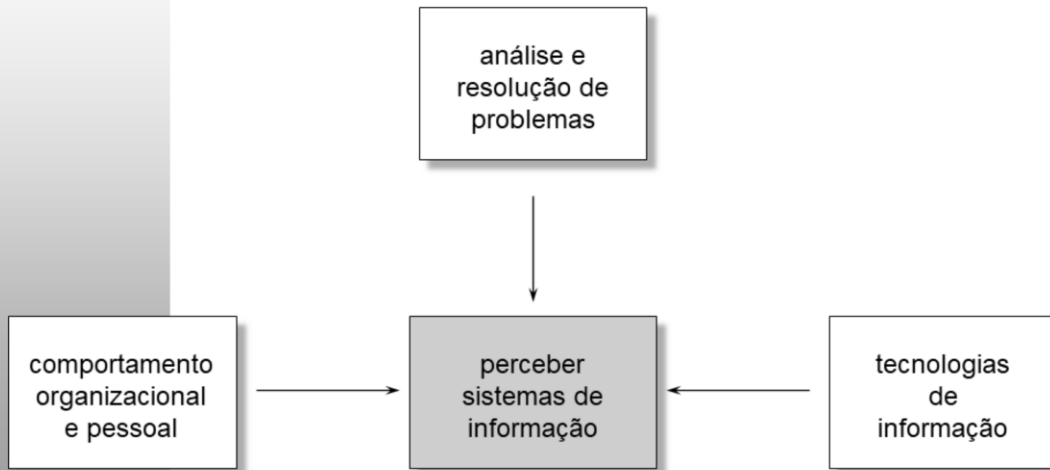 análise e
resolução de
problemas
comportamento
organizacional
e pessoal
perceber
sistemas de
informação
tecnologias
de
informação